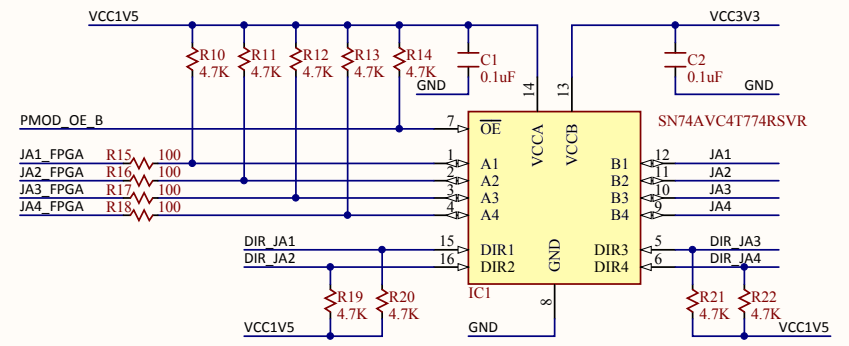 VCC1V5 VCC3V3
R10 R11 R12 R13 R14 C1 C2
4.7K 4.7K 4.7K 4.7K 4.7K 0.1uF 0.1uF
GND GND
14 13
PMOD_OE_B 7 OE VCCA VCCB SN74AVC4T774RSVR
JA1_FPGA R15 100 1 A1 B1 12 JA1
JA2_FPGA R16 100 2 A2 B2 11 JA2
JA3_FPGA R17 100 3 A3 B3 10 JA3
JA4_FPGA R18 100 4 A4 B4 9 JA4
DIR_JA1 15 DIR1 GND DIR3 5 DIR_JA3
DIR_JA2 16 DIR2 DIR4 6 DIR_JA4
R19 R20 IC1 8 R21 R22
4.7K 4.7K 4.7K 4.7K
VCC1V5 GND VCC1V5